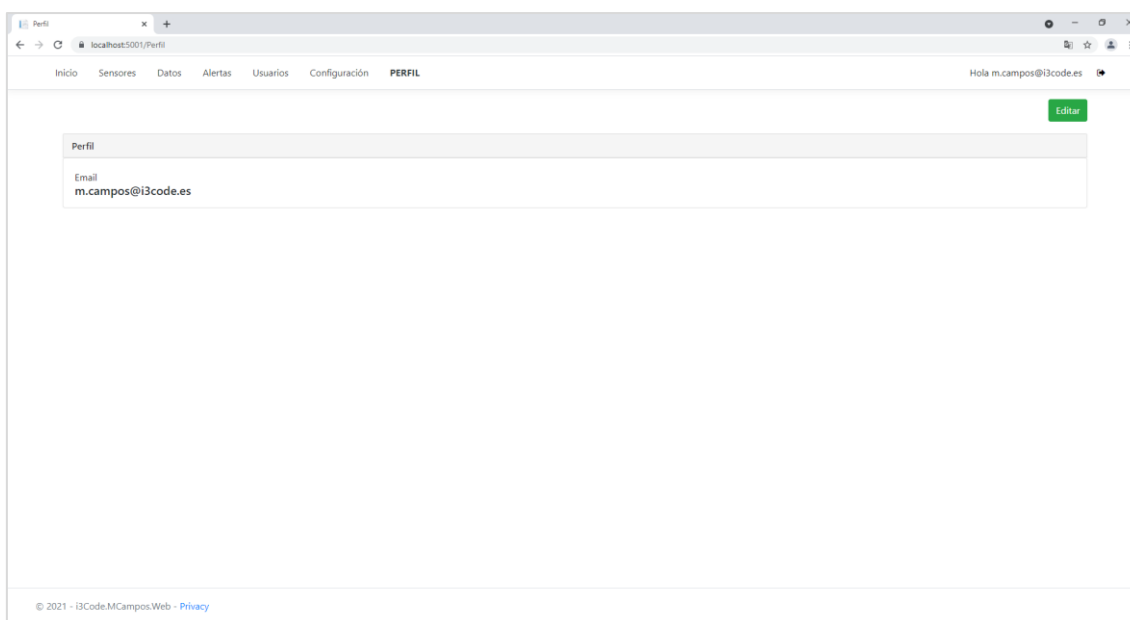 Perfil
localhost:5001/Perfil
Inicio Sensores Datos Alertas Usuarios Configuración PERFIL Hola m.campos@i3code.es
Editar
Perfil
Email
m.campos@i3code.es
© 2021 - i3Code.MCampos.Web - Privacy